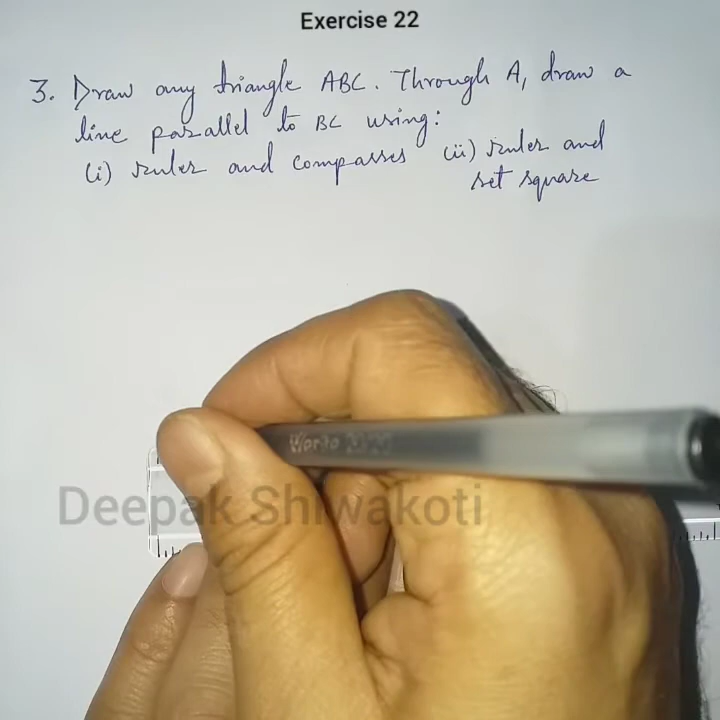 Exercise 22
3. Draw any triangle ABC. Through A, draw a
line parallel to BC using:
(i) ruler and compasses (ii) ruler and
set square
Deepak Shiwakoti